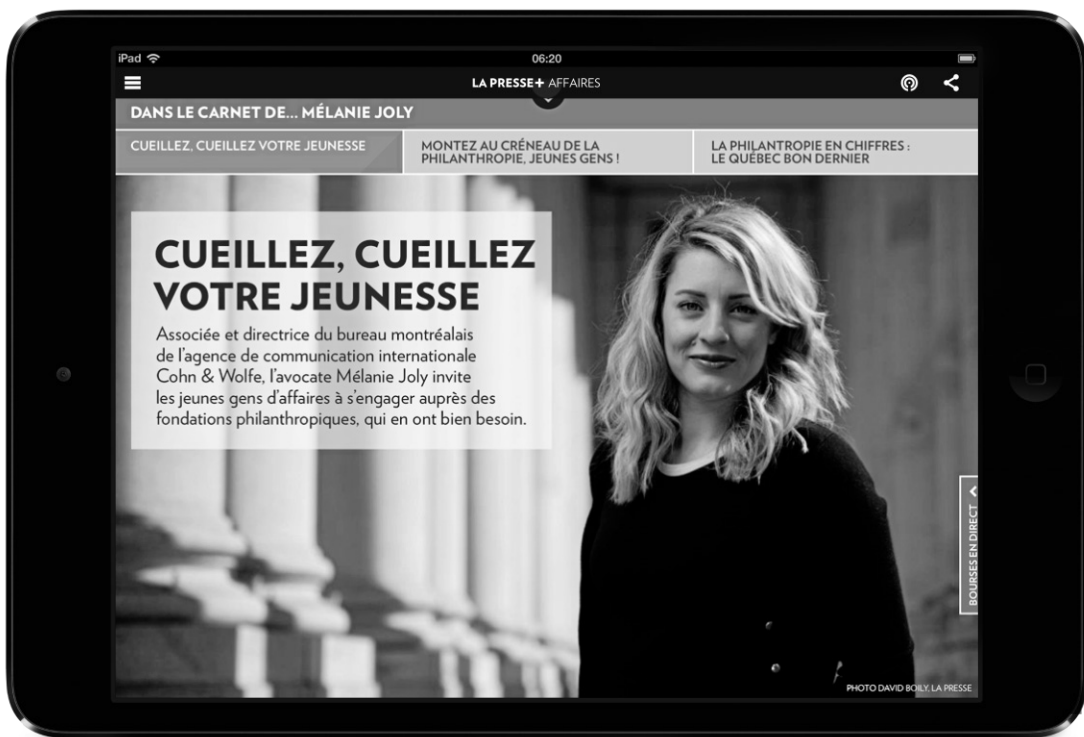 iPad 06:20
LA PRESSE+ AFFAIRES
DANS LE CARNET DE... MÉLANIE JOLY
CUEILLEZ, CUEILLEZ VOTRE JEUNESSE
MONTEZ AU CRÉNEAU DE LA
PHILANTHROPIE, JEUNES GENS !
LA PHILANTROPIE EN CHIFFRES :
LE QUÉBEC BON DERNIER
CUEILLEZ, CUEILLEZ
VOTRE JEUNESSE
Associée et directrice du bureau montréalais
de l'agence de communication internationale
Cohn & Wolfe, l'avocate Mélanie Joly invite
les jeunes gens d'affaires à s'engager auprès des
fondations philanthropiques, qui en ont bien besoin.
BOURSES EN DIRECT
PHOTO DAVID BOILY, LA PRESSE